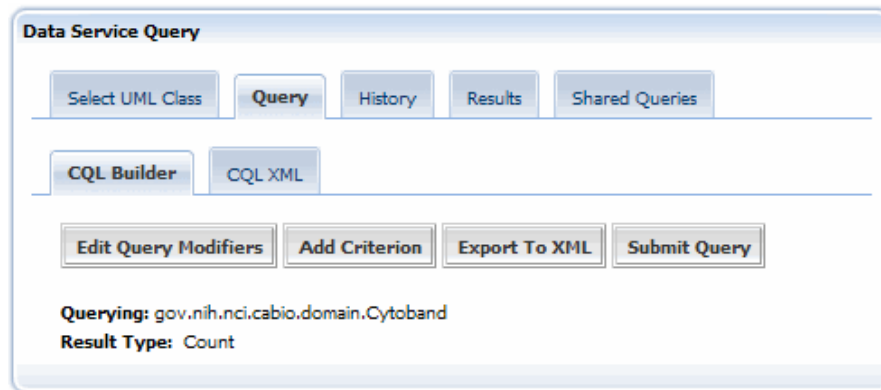 Data Service Query
Select UML Class Query History Results Shared Queries
CQL Builder CQL XML
Edit Query Modifiers Add Criterion Export To XML Submit Query
Querying: gov.nih.nci.cabio.domain.Cytoband
Result Type: Count